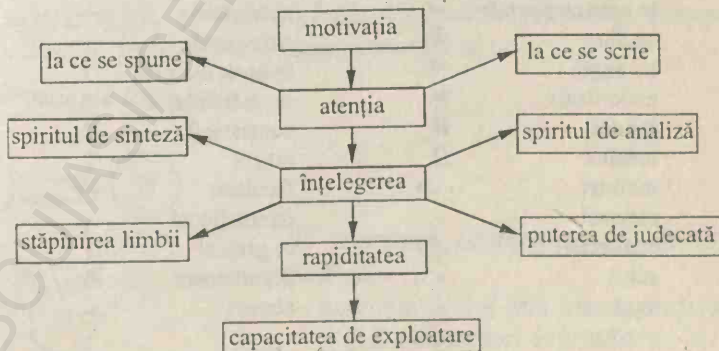 motivația
la ce se spune
la ce se scrie
atenția
spiritul de sinteză
spiritul de analiză
înțelegerea
stăpînirea limbii
puterea de judecată
rapiditatea
capacitatea de exploatare